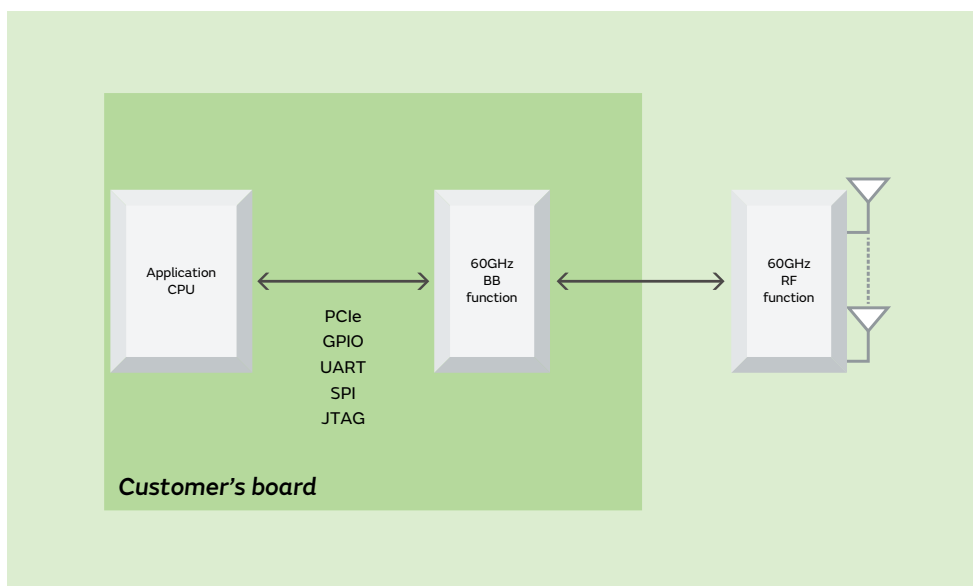 Application
CPU
PCIe
GPIO
UART
SPI
JTAG
60GHz
BB
function
60GHz
RF
function
Customer's board